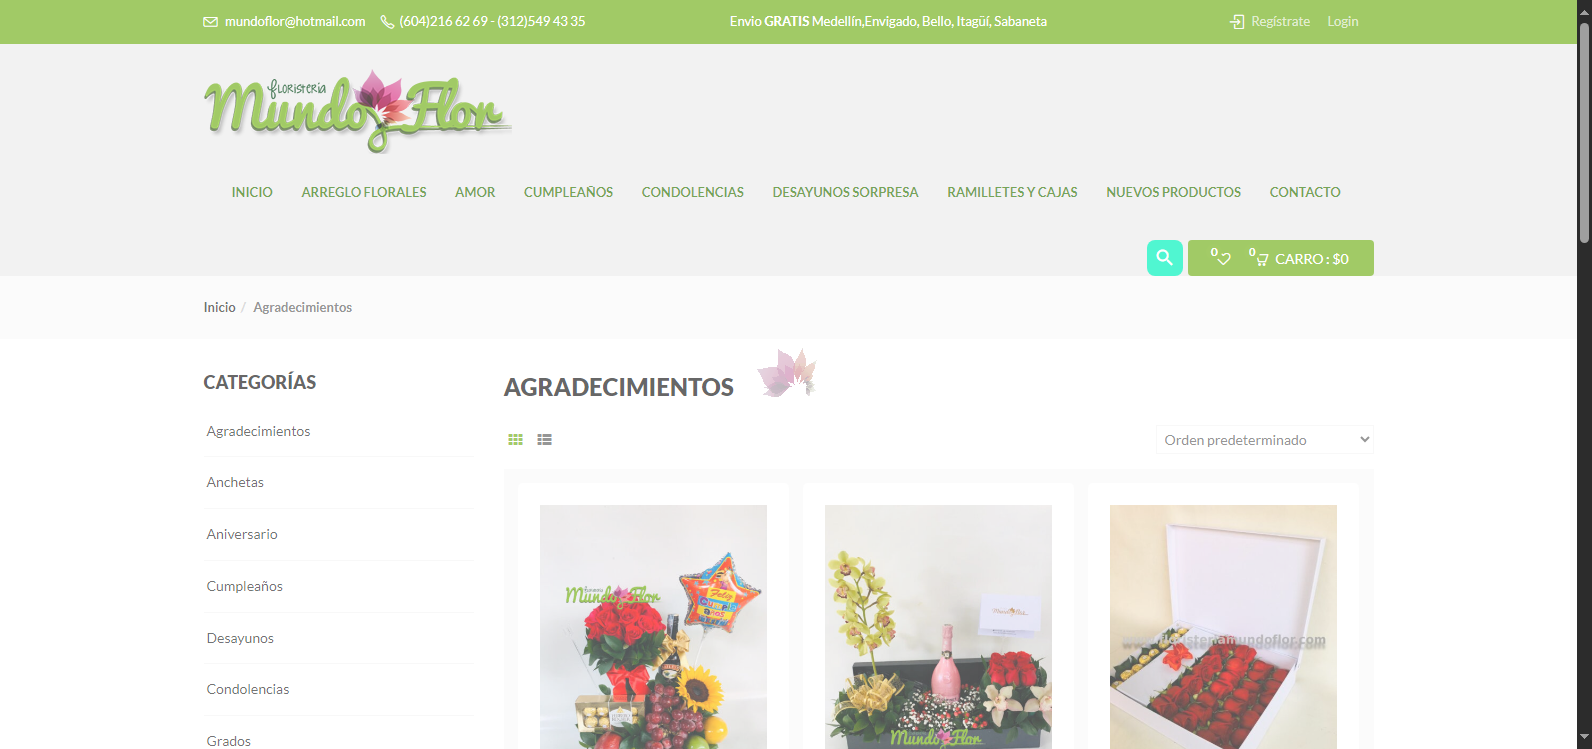 mundoflor@hotmail.com (604)216 62 69 - (312)549 43 35 Envio GRATIS Medellín,Envigado, Bello, Itagüí, Sabaneta Regístrate Login
floristería
Mundo Flor
INICIO ARREGLO FLORALES AMOR CUMPLEAÑOS CONDOLENCIAS DESAYUNOS SORPRESA RAMILLETES Y CAJAS NUEVOS PRODUCTOS CONTACTO
0 0 CARRO : $0
Inicio / Agradecimientos
CATEGORÍAS
Agradecimientos
Anchetas
Aniversario
Cumpleaños
Desayunos
Condolencias
Grados
AGRADECIMIENTOS
Orden predeterminado
Mundo Flor
Feliz
Cumple
años
Mundo Flor
Mundo Flor
www.floristeriamundoflor.com